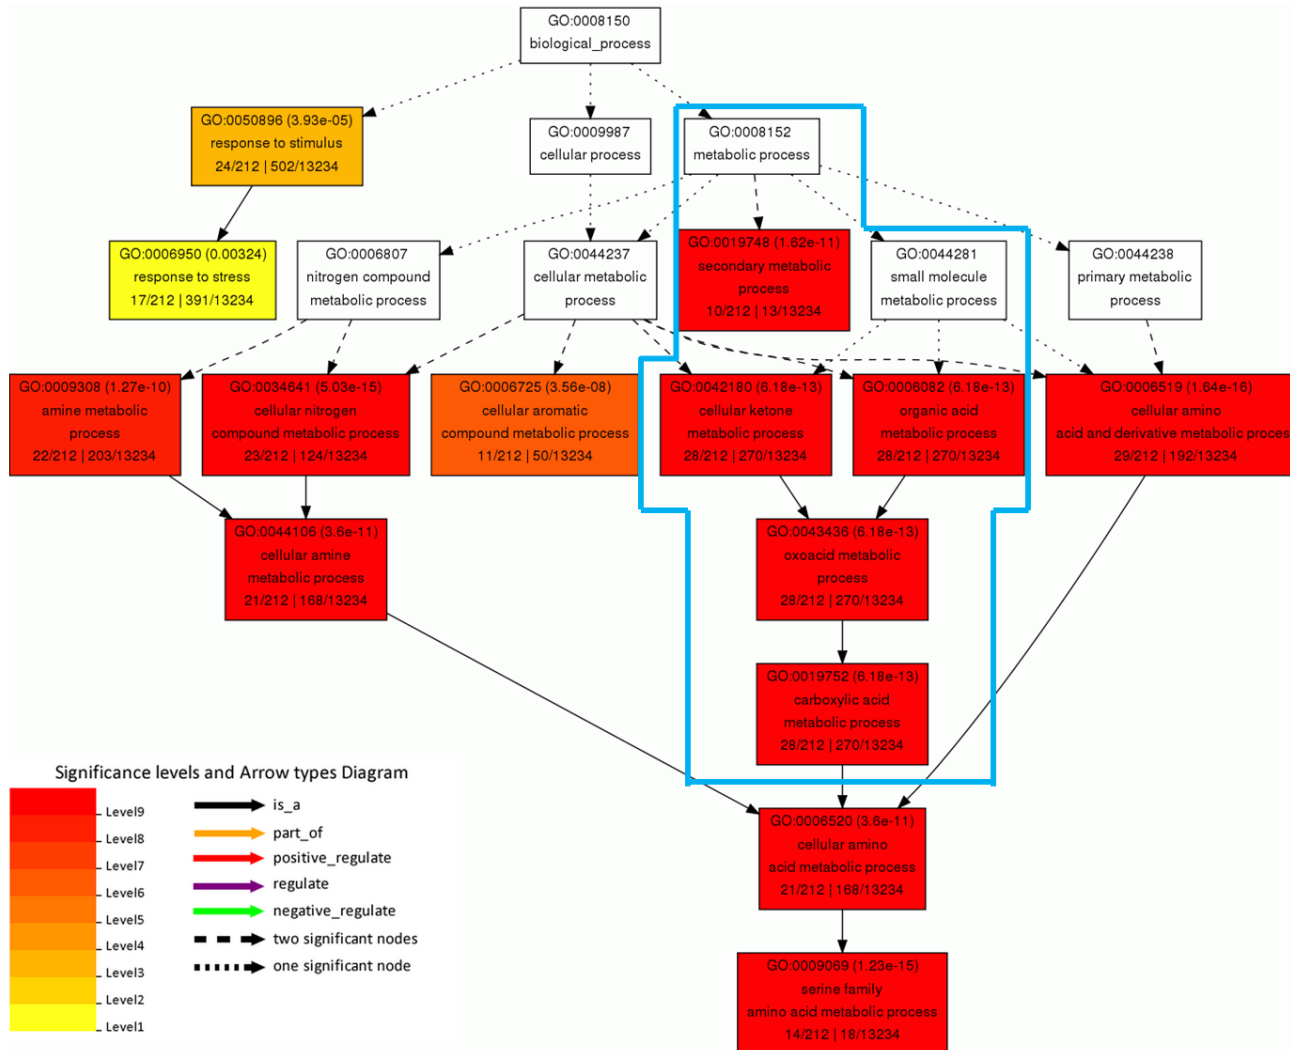 GO:0008150
biological_process
GO:0050896 (3.93e-05)
response to stimulus
24/212 | 502/13234
GO:0009987
cellular process
GO:0008152
metabolic process
GO:0006950 (0.00324)
response to stress
17/212 | 391/13234
GO:0006807
nitrogen compound
metabolic process
GO:0044237
cellular metabolic
process
GO:0019748 (1.62e-11)
secondary metabolic
process
10/212 | 13/13234
GO:0044281
small molecule
metabolic process
GO:0044238
primary metabolic
process
GO:0009308 (1.27e-10)
amine metabolic
process
22/212 | 203/13234
GO:0034641 (5.03e-15)
cellular nitrogen
compound metabolic process
23/212 | 124/13234
GO:0006725 (3.56e-08)
cellular aromatic
compound metabolic process
11/212 | 50/13234
GO:0042180 (6.18e-13)
cellular ketone
metabolic process
28/212 | 270/13234
GO:0006082 (6.18e-13)
organic acid
metabolic process
28/212 | 270/13234
GO:0006519 (1.64e-16)
cellular amino
acid and derivative metabolic proces
29/212 | 192/13234
GO:0044106 (3.6e-11)
cellular amine
metabolic process
21/212 | 168/13234
GO:0043436 (6.18e-13)
oxoacid metabolic
process
28/212 | 270/13234
GO:0019752 (6.18e-13)
carboxylic acid
metabolic process
28/212 | 270/13234
GO:0006520 (3.6e-11)
cellular amino
acid metabolic process
21/212 | 168/13234
GO:0009069 (1.23e-15)
serine family
amino acid metabolic process
14/212 | 18/13234
Significance levels and Arrow types Diagram
Level9
Level8
Level7
Level6
Level5
Level4
Level3
Level2
Level1
is_a
part_of
positive_regulate
regulate
negative_regulate
two significant nodes
one significant node